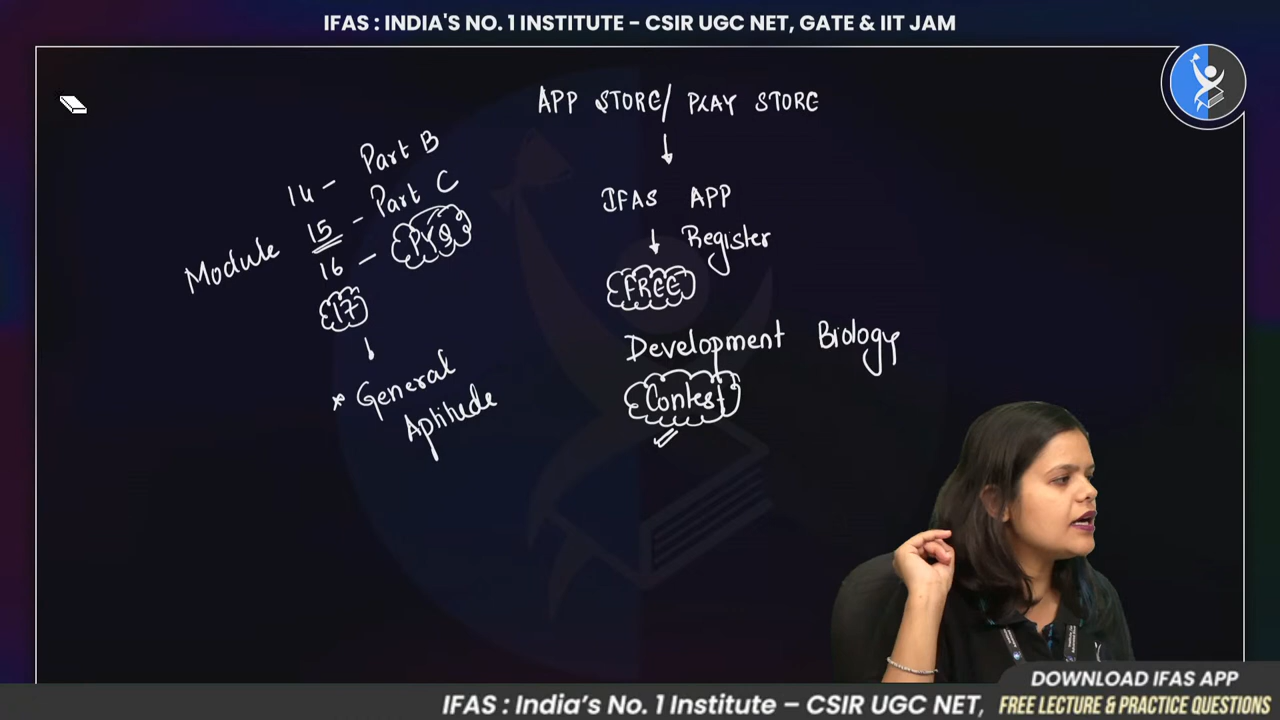 IFAS : INDIA'S NO. 1 INSTITUTE – CSIR UGC NET, GATE & IIT JAM
APP STORE/ PLAY STORE
IFAS APP
Register
FREE
Development Biology
Contest
Module
14 – Part B
15 – Part C
16 – PYQ
17
* General
Aptitude
DOWNLOAD IFAS APP
IFAS : India’s No. 1 Institute – CSIR UGC NET,
FREE LECTURE & PRACTICE QUESTIONS